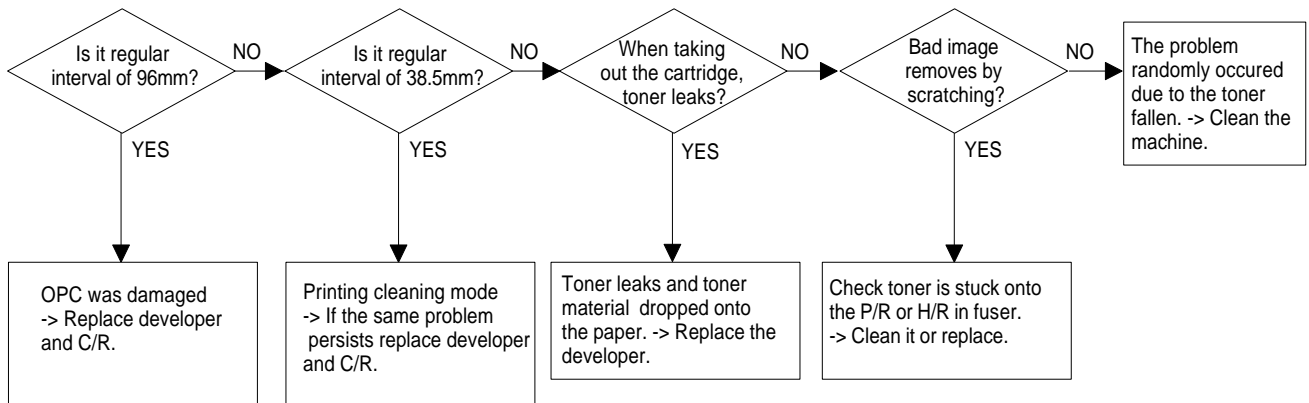 Is it regular
interval of 96mm?
NO
YES
OPC was damaged
-> Replace developer
and C/R.
Is it regular
interval of 38.5mm?
NO
YES
Printing cleaning mode
-> If the same problem
persists replace developer
and C/R.
When taking
out the cartridge,
toner leaks?
NO
YES
Toner leaks and toner
material dropped onto
the paper. -> Replace the
developer.
Bad image
removes by
scratching?
NO
YES
Check toner is stuck onto
the P/R or H/R in fuser.
-> Clean it or replace.
The problem
randomly occured
due to the toner
fallen. -> Clean the
machine.